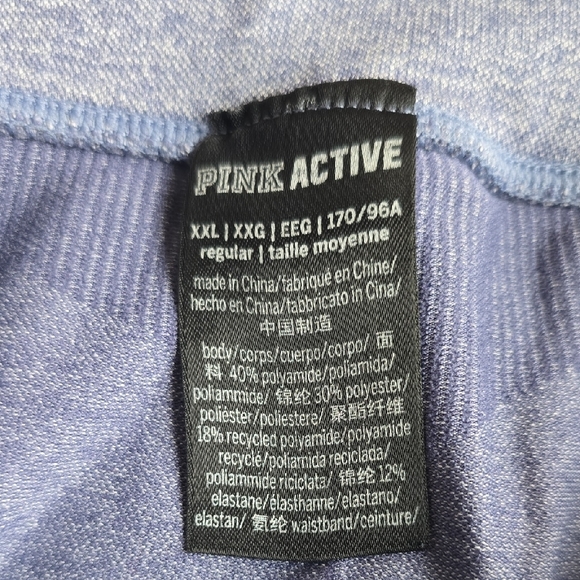 PINK ACTIVE
XXL | XXG | EEG | 170/96A
regular | taille moyenne
made in China/fabriqué en Chine/
hecho en China/fabbricato in Cina/
中国制造
body/corps/cuerpo/corpo/ 面
料 40% polyamide/poliamida/
poliammide/ 锦纶 30% polyester/
poliéster/poliestere/ 聚酯纤维
18% recycled polyamide/polyamide
recyclé/poliamida reciclada/
poliammide riciclata/ 锦纶 12%
elastane/élasthanne/elastano/
elastan/ 氨纶 waistband/ceinture/